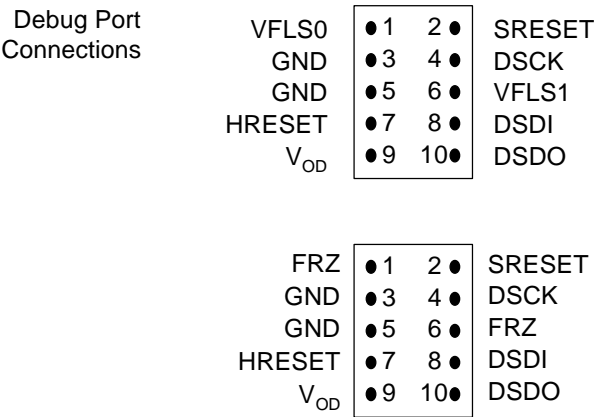 Debug Port
Connections
VFLS0 1 2 SRESET
GND 3 4 DSCK
GND 5 6 VFLS1
HRESET 7 8 DSDI
VOD 9 10 DSDO
FRZ 1 2 SRESET
GND 3 4 DSCK
GND 5 6 FRZ
HRESET 7 8 DSDI
VOD 9 10 DSDO